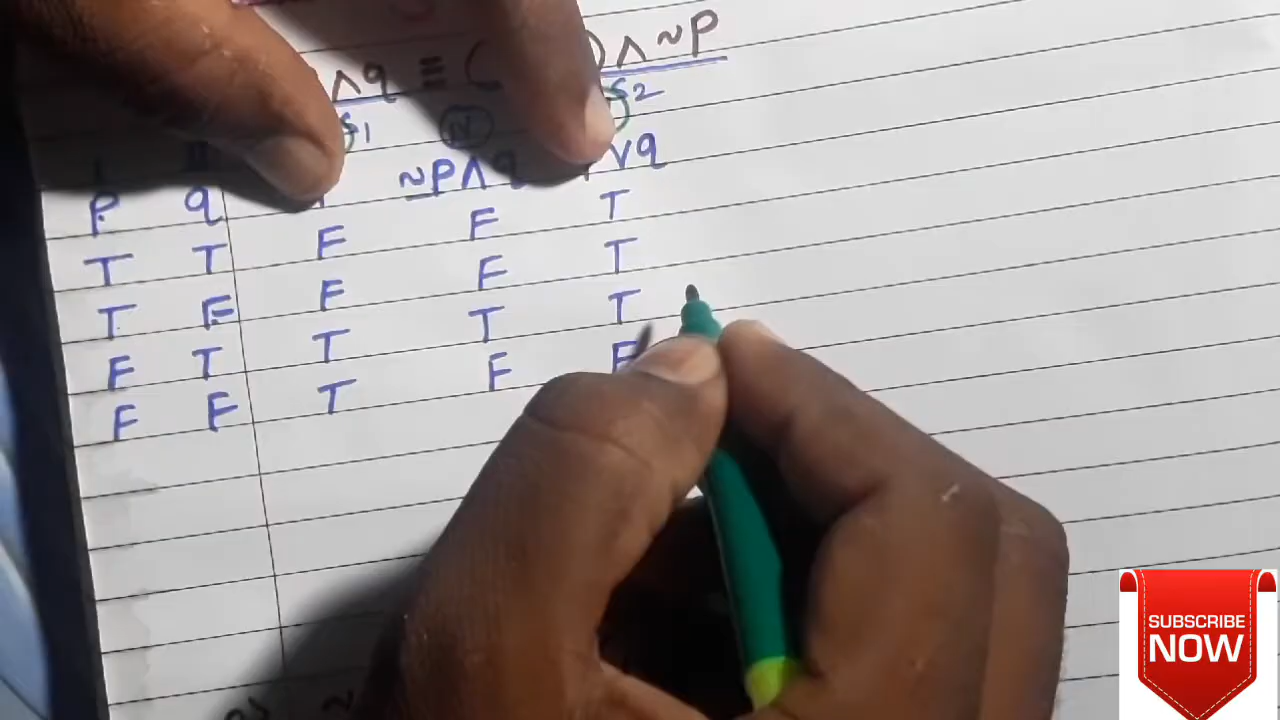 ∧q ≡ ( )∧~P
S1 S2
(N)
P q ~P∧q ∨q
T T F F T
T F F F T
F T T T T
F F T F F
~
SUBSCRIBE
NOW